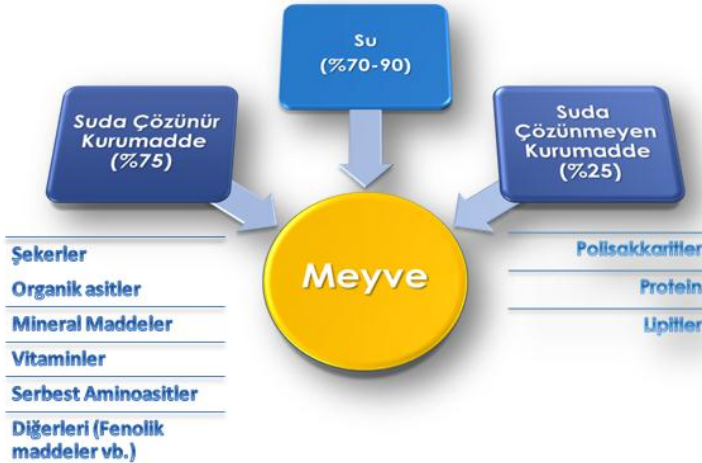 Su
(%70-90)
Suda Çözünür
Kurumadde
(%75)
Suda
Çözünmeyen
Kurumadde
(%25)
Meyve
Şekerler
Organik asitler
Mineral Maddeler
Vitaminler
Serbest Aminoasitler
Diğerleri (Fenolik
maddeler vb.)
Polisakkaritler
Protein
Lipitler